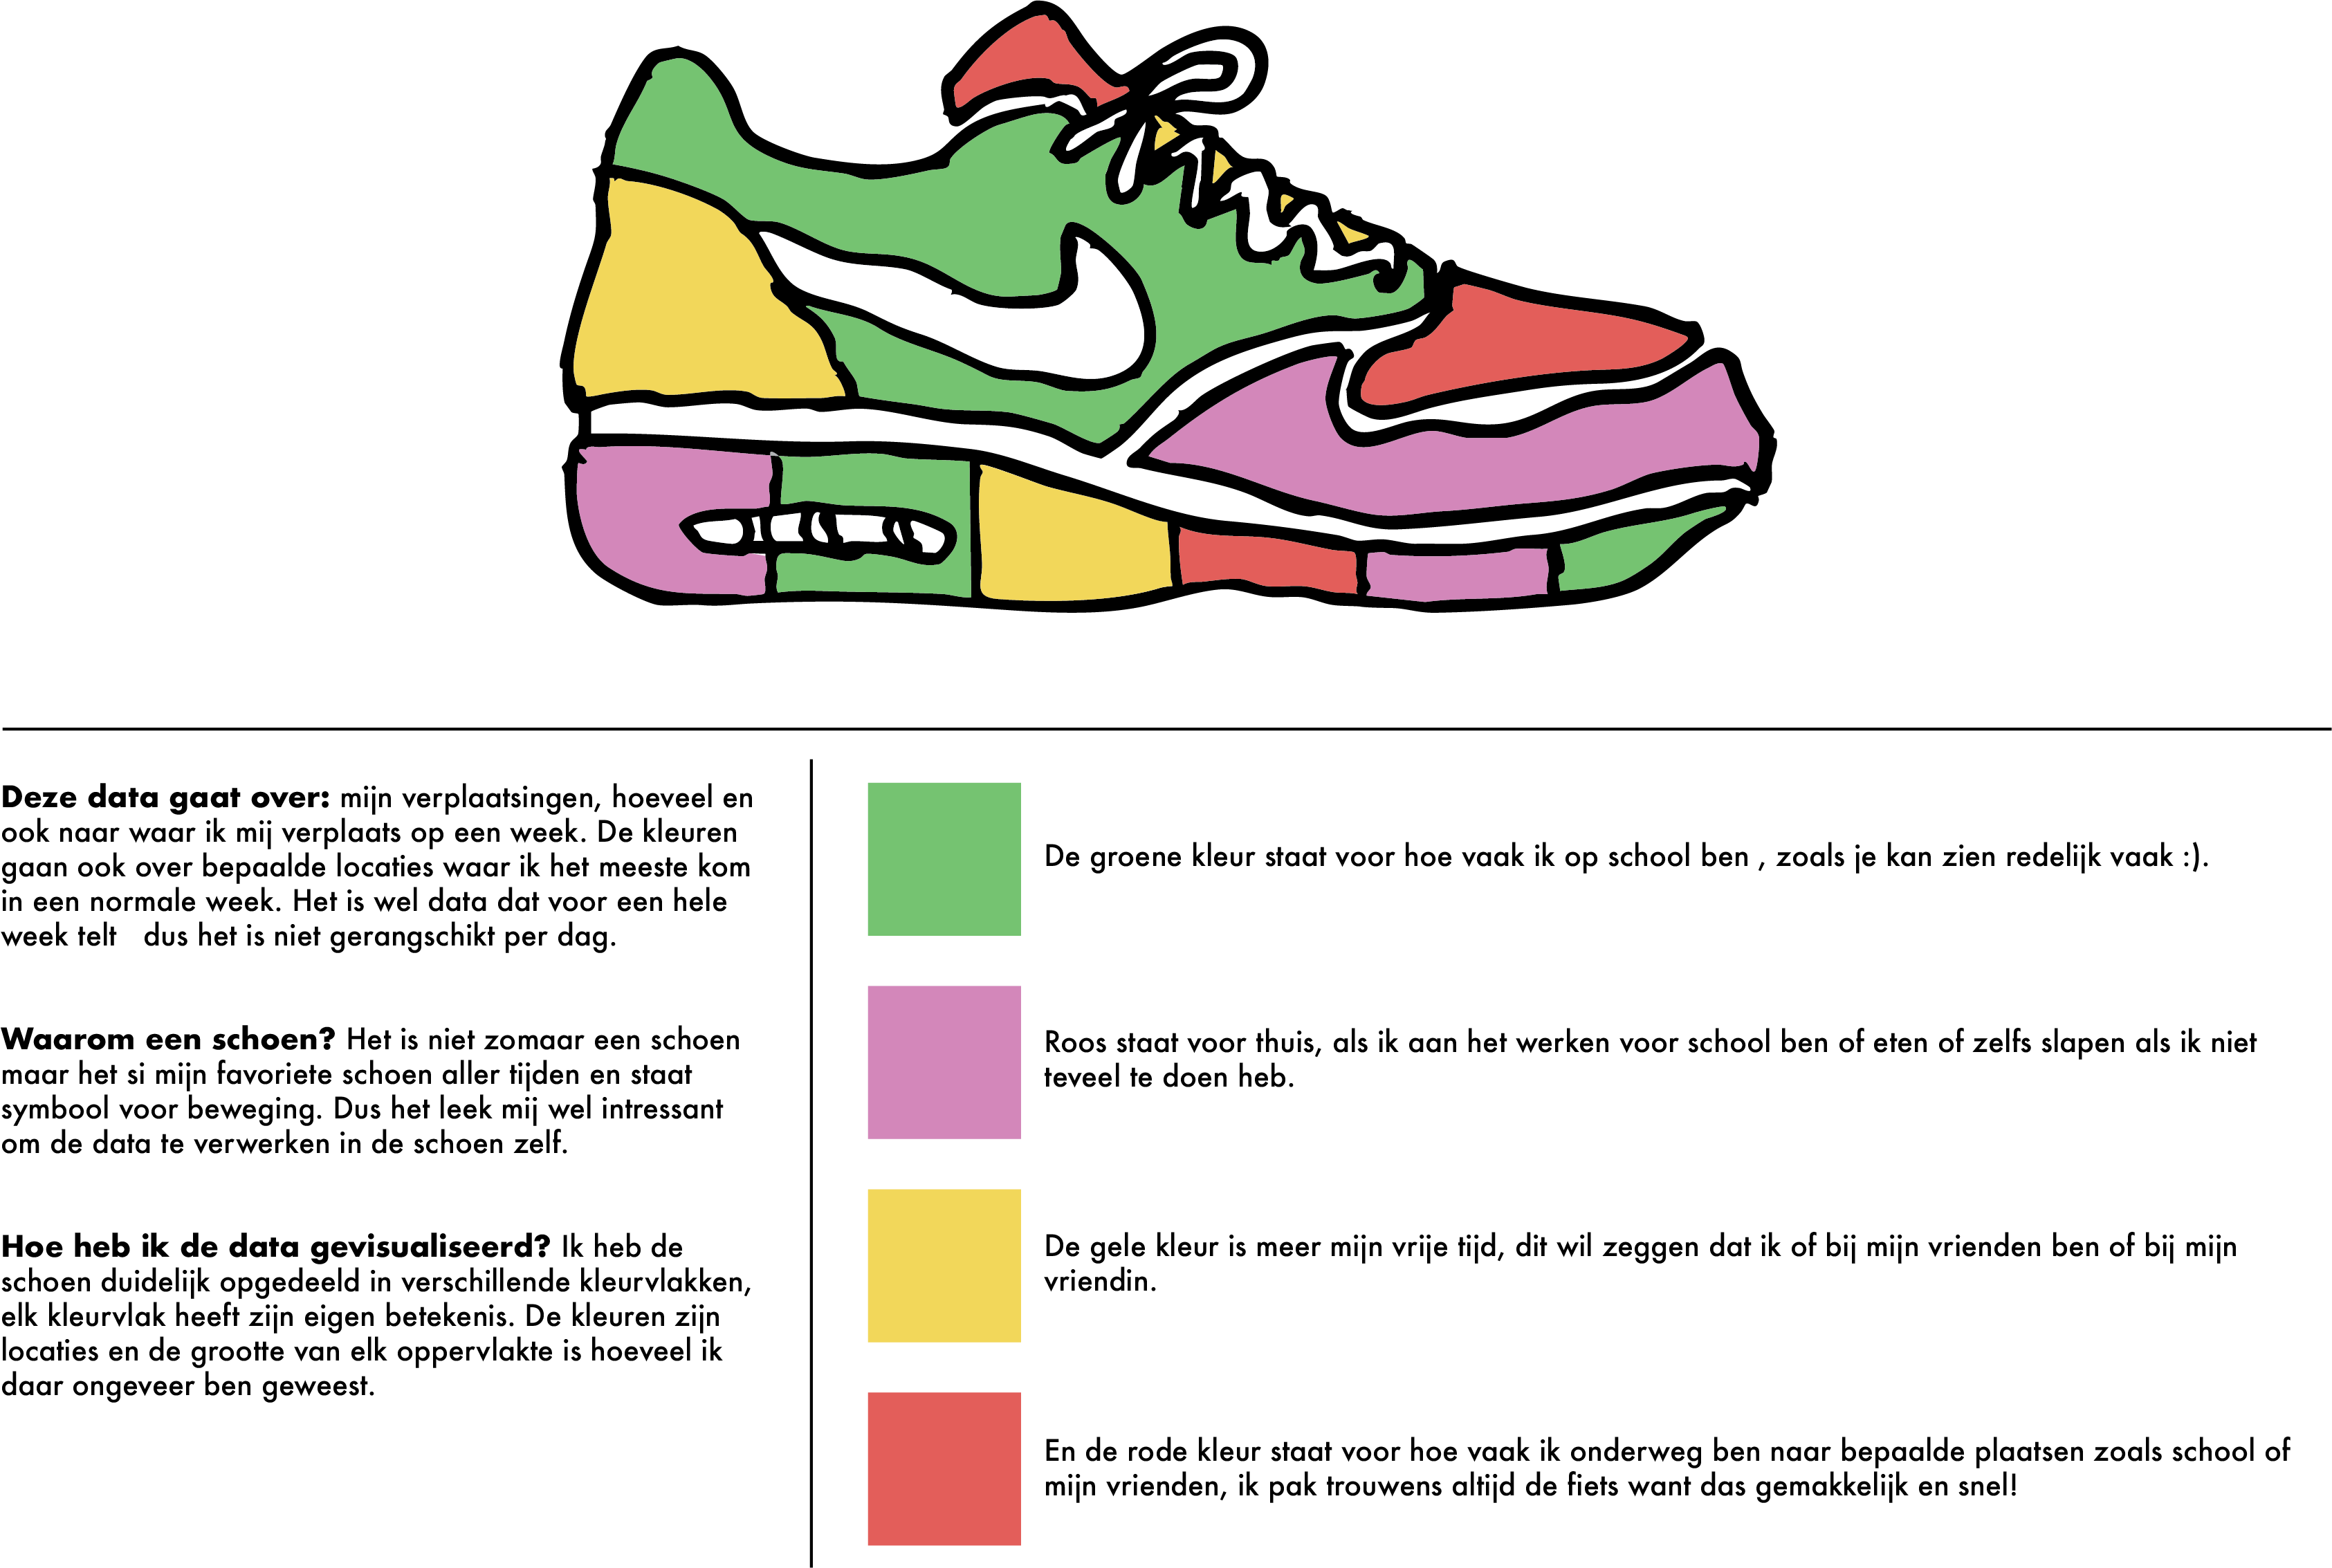 Deze data gaat over: mijn verplaatsingen, hoeveel en
ook naar waar ik mij verplaats op een week. De kleuren
gaan ook over bepaalde locaties waar ik het meeste kom
in een normale week. Het is wel data dat voor een hele
week telt   dus het is niet gerangschikt per dag.
Waarom een schoen? Het is niet zomaar een schoen
maar het si mijn favoriete schoen aller tijden en staat
symbool voor beweging. Dus het leek mij wel intressant
om de data te verwerken in de schoen zelf.
Hoe heb ik de data gevisualiseerd? Ik heb de
schoen duidelijk opgedeeld in verschillende kleurvlakken,
elk kleurvlak heeft zijn eigen betekenis. De kleuren zijn
locaties en de grootte van elk oppervlakte is hoeveel ik
daar ongeveer ben geweest.
De groene kleur staat voor hoe vaak ik op school ben , zoals je kan zien redelijk vaak :).
Roos staat voor thuis, als ik aan het werken voor school ben of eten of zelfs slapen als ik niet
teveel te doen heb.
De gele kleur is meer mijn vrije tijd, dit wil zeggen dat ik of bij mijn vrienden ben of bij mijn
vriendin.
En de rode kleur staat voor hoe vaak ik onderweg ben naar bepaalde plaatsen zoals school of
mijn vrienden, ik pak trouwens altijd de fiets want das gemakkelijk en snel!